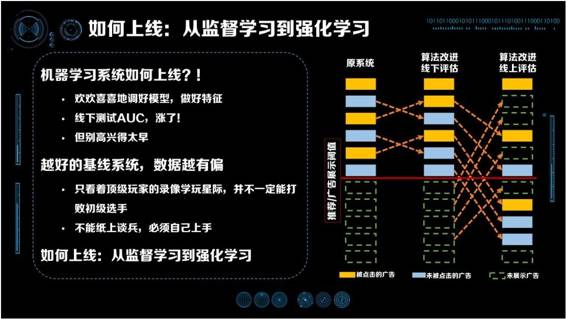 101101100010101011110001001000111000010100
如何上线：从监督学习到强化学习
机器学习系统如何上线？！
• 欢欢喜喜地调好模型，做好特征
• 线下测试AUC，涨了！
• 但别高兴得太早
越好的基线系统，数据越有偏
• 只看着顶级玩家的录像学玩星际，并不一定能打
败初级选手
• 不能纸上谈兵，必须自己上手
如何上线：从监督学习到强化学习
原系统
算法改进
线下评估
算法改进
线上评估
推荐/广告展示阈值
被点击的广告
未被点击的广告
未展示广告